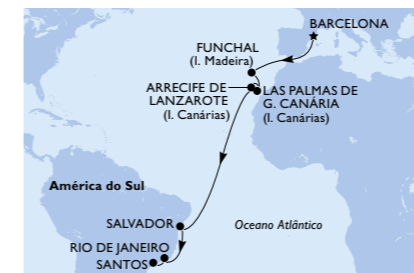 BARCELONA
FUNCHAL
(I. Madeira)
ARRECIFE DE
LANZAROTE
(I. Canárias)
LAS PALMAS DE
G. CANÁRIA
(I. Canárias)
América do Sul
SALVADOR
Oceano Atlântico
RIO DE JANEIRO
SANTOS